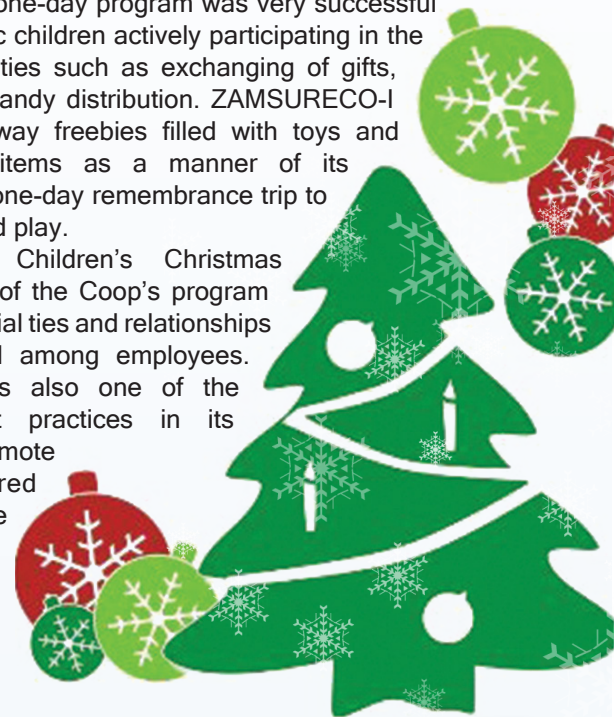 one-day program was very successful
c children actively participating in the
ties such as exchanging of gifts,
andy distribution. ZAMSURECO-I
way freebies filled with toys and
items as a manner of its
one-day remembrance trip to
d play.
Children's Christmas
of the Coop's program
ial ties and relationships
among employees.
s also one of the
practices in its
mote
red
e